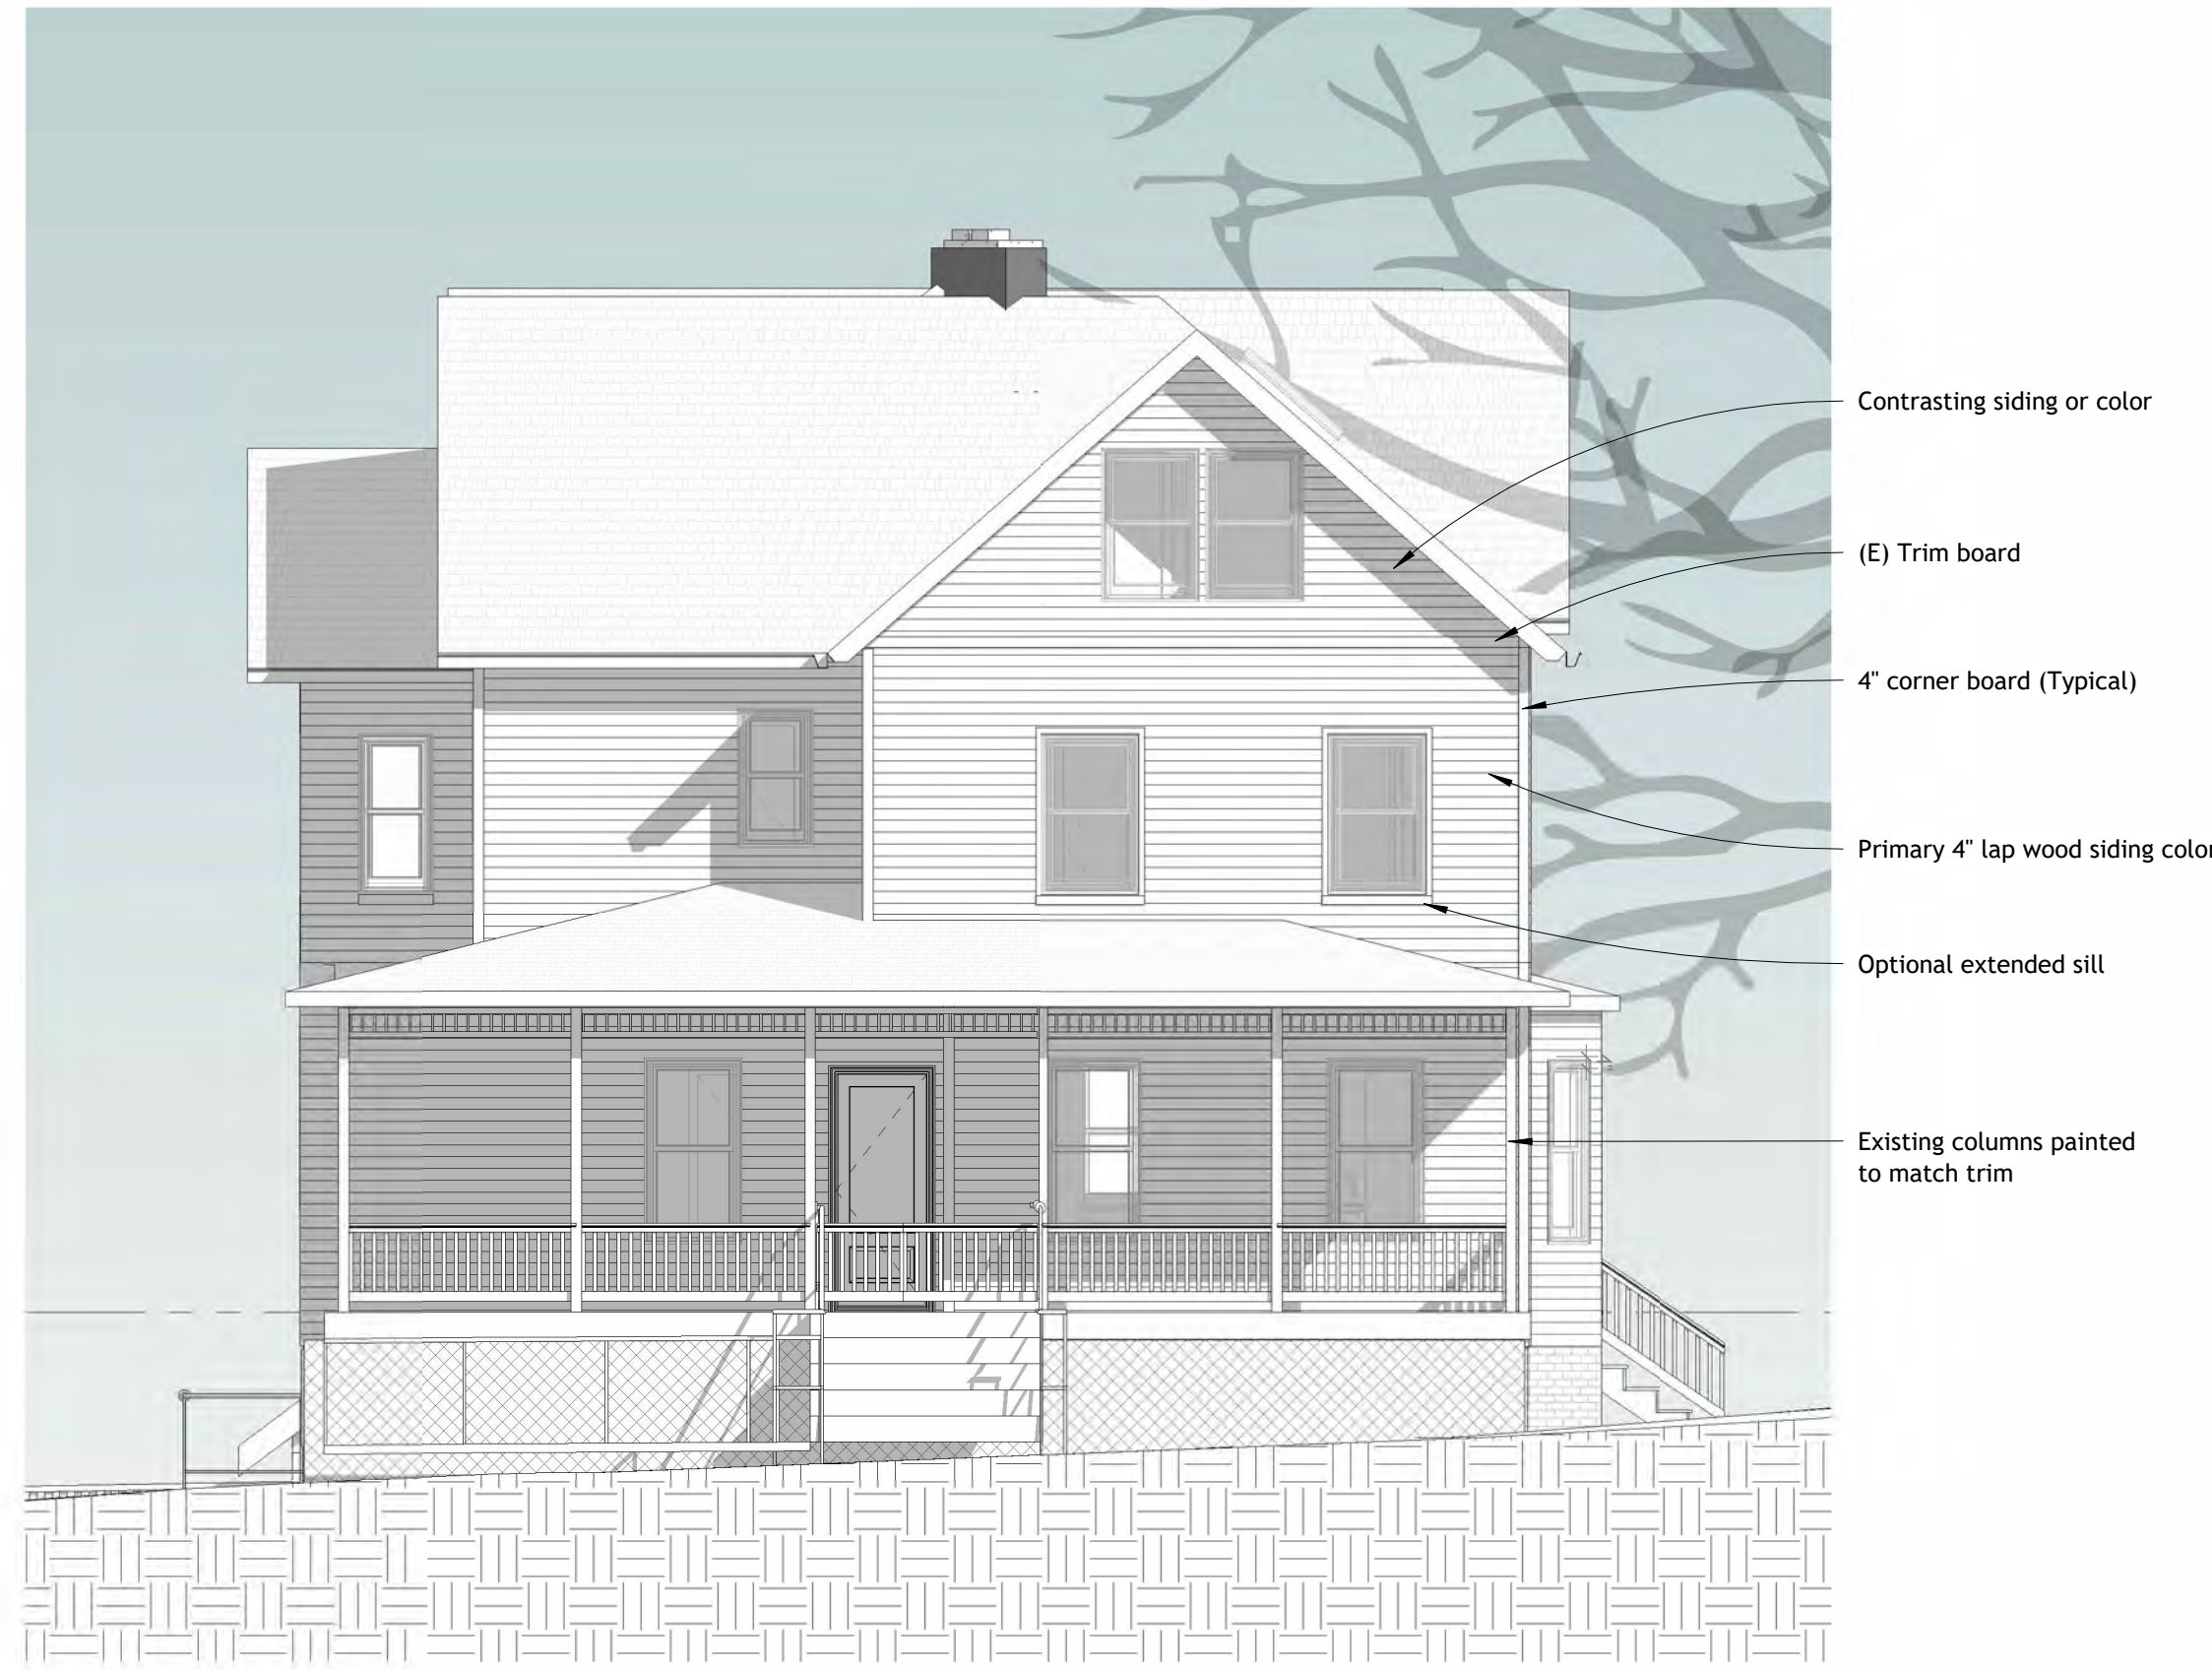 Contrasting siding or color
(E) Trim board
4" corner board (Typical)
Primary 4" lap wood siding color
Optional extended sill
Existing columns painted
to match trim